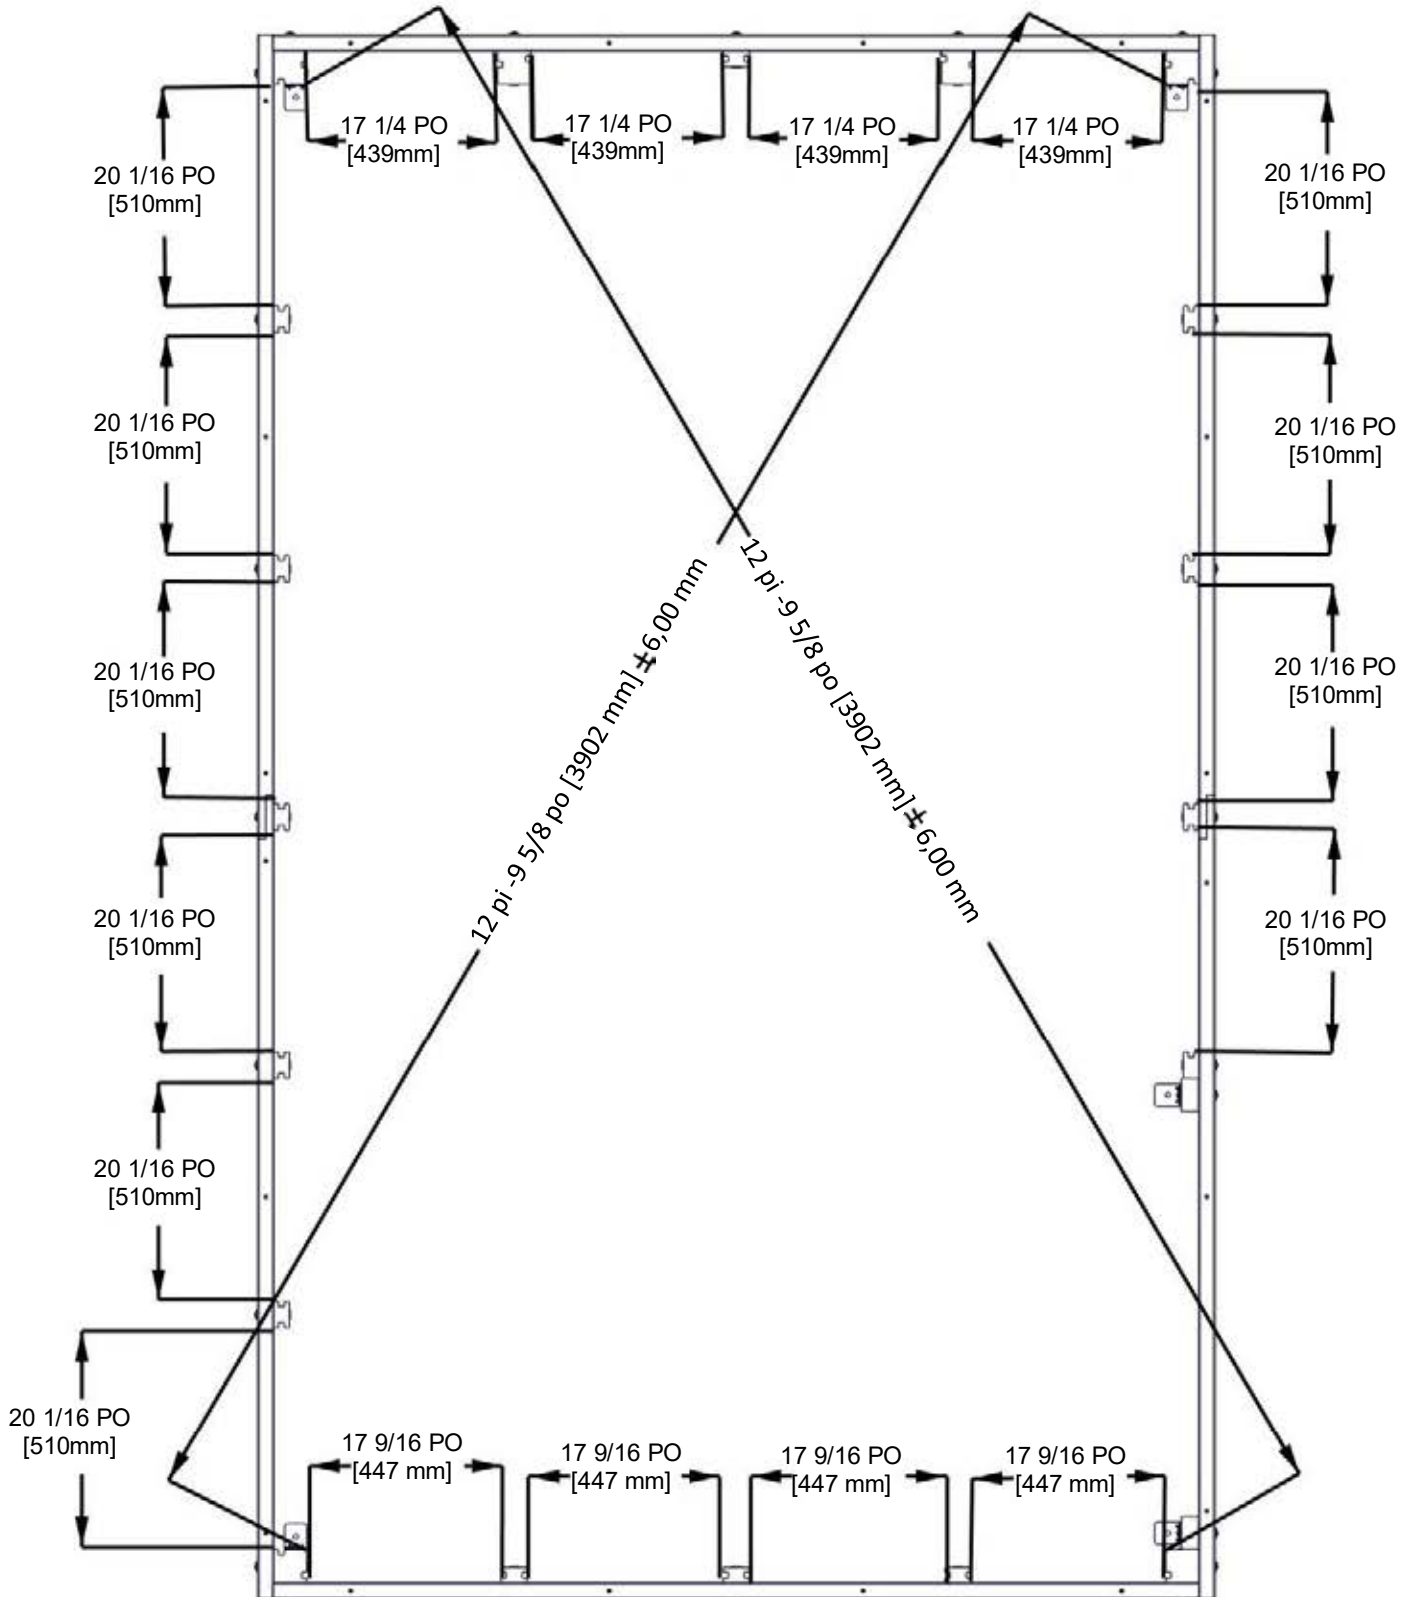 17 1/4 PO
[439mm]
17 1/4 PO
[439mm]
17 1/4 PO
[439mm]
17 1/4 PO
[439mm]
20 1/16 PO
[510mm]
20 1/16 PO
[510mm]
20 1/16 PO
[510mm]
20 1/16 PO
[510mm]
12 pi -9 5/8 po [3902 mm] ± 6,00 mm
12 pi -9 5/8 po [3902 mm] ± 6,00 mm
20 1/16 PO
[510mm]
20 1/16 PO
[510mm]
20 1/16 PO
[510mm]
20 1/16 PO
[510mm]
20 1/16 PO
[510mm]
20 1/16 PO
[510mm]
17 9/16 PO
[447 mm]
17 9/16 PO
[447 mm]
17 9/16 PO
[447 mm]
17 9/16 PO
[447 mm]